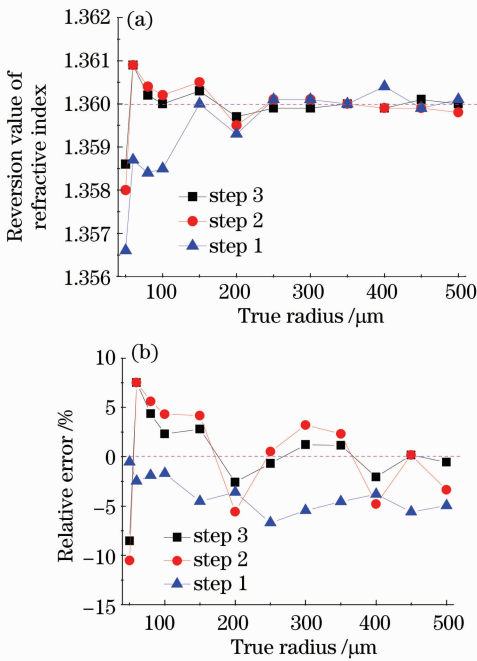 (a)
Reversion value of
refractive index
1.362
1.361
1.360
1.359
1.358
1.357
1.356
step 3
step 2
step 1
100
200
300
400
500
True radius /μm
(b)
Relative error /%
10
5
0
−5
−10
−15
step 3
step 2
step 1
100
200
300
400
500
True radius /μm